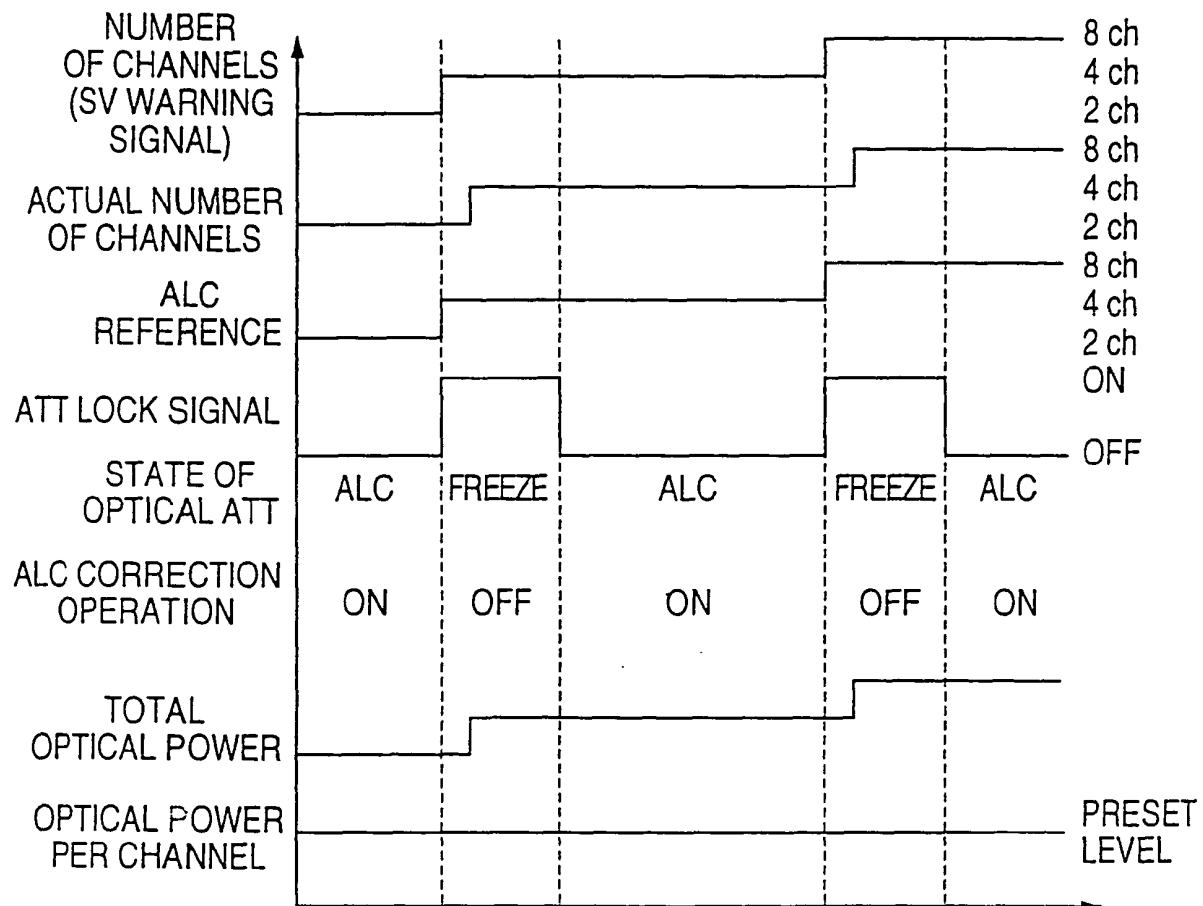 NUMBER
OF CHANNELS
(SV WARNING
SIGNAL)
8 ch
4 ch
2 ch
ACTUAL NUMBER
OF CHANNELS
8 ch
4 ch
2 ch
ALC
REFERENCE
8 ch
4 ch
2 ch
ATT LOCK SIGNAL
ON
OFF
STATE OF
OPTICAL ATT
ALC FREEZE ALC FREEZE ALC
ALC CORRECTION
OPERATION
ON OFF ON OFF ON
TOTAL
OPTICAL POWER
OPTICAL POWER
PER CHANNEL
PRESET
LEVEL